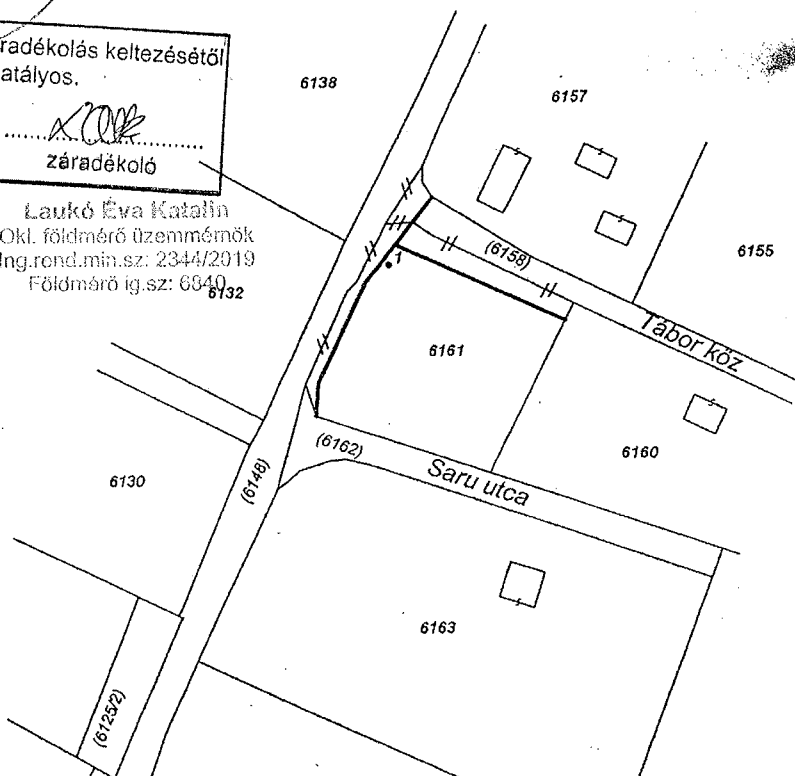 radékolás keltezésétől
atályos.
záradékoló
Laukó Éva Katalin
Okl. földmérő üzemmérnök
Ing.rend.min.sz: 2344/2019
Földmérő ig.sz: 6840
6138
6157
6155
6132
(6158)
1
Tábor köz
6161
6160
(6162)
Saru utca
6130
(6148)
6163
(6125/2)